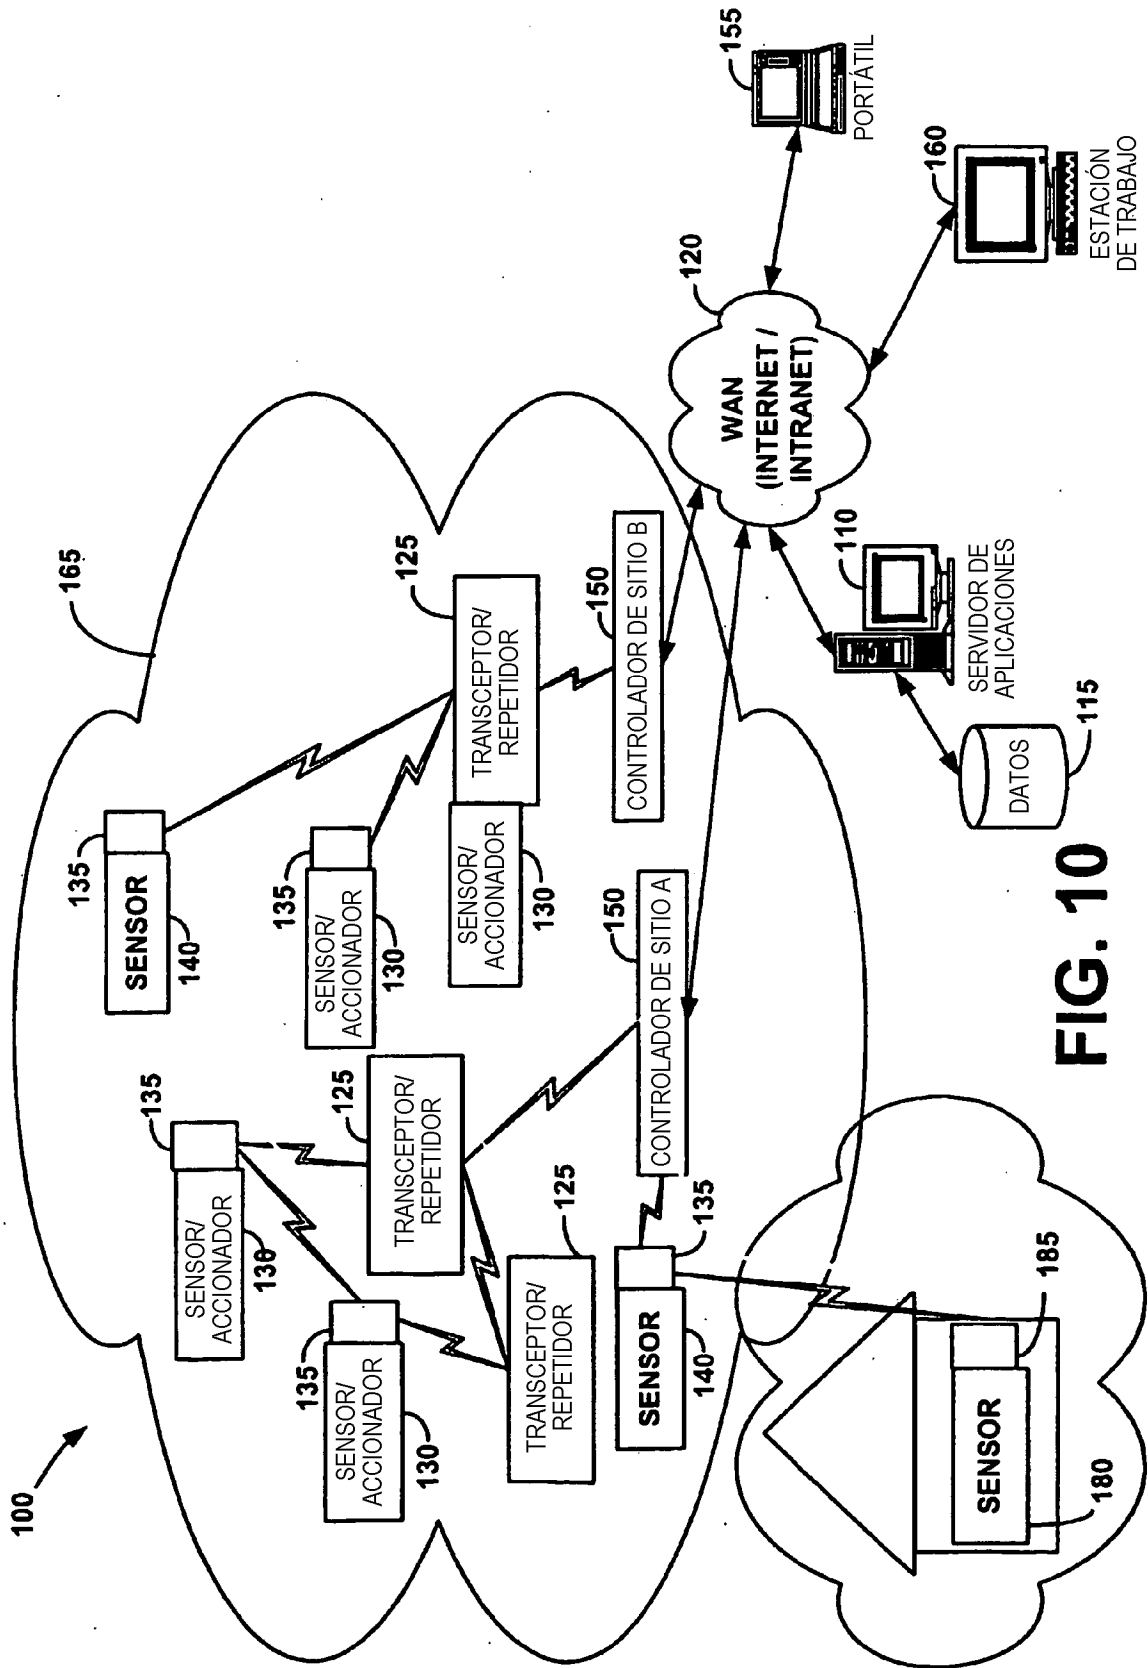 100
165
135
SENSOR
140
135
SENSOR/
ACCIONADOR
130
135
SENSOR/
ACCIONADOR
130
135
SENSOR/
ACCIONADOR
130
125
TRANSCEPTOR/
REPETIDOR
125
TRANSCEPTOR/
REPETIDOR
SENSOR/
ACCIONADOR
130
125
TRANSCEPTOR/
REPETIDOR
135
SENSOR
140
150
CONTROLADOR DE SITIO A
150
CONTROLADOR DE SITIO B
120
WAN
(INTERNET /
INTRANET)
155
PORTÁTIL
160
ESTACIÓN
DE TRABAJO
110
SERVIDOR DE
APLICACIONES
DATOS
115
185
SENSOR
180
FIG. 10